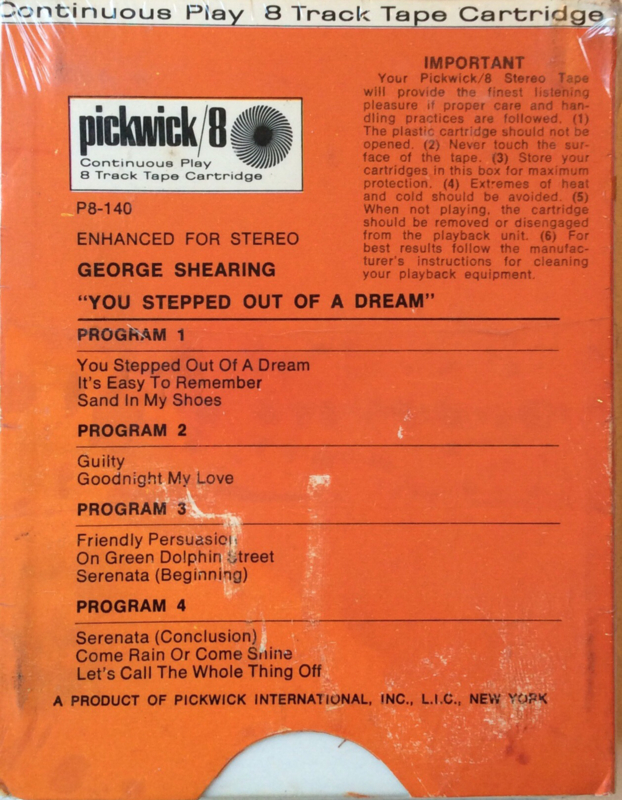 Continuous Play 8 Track Tape Cartridge
IMPORTANT
Your Pickwick/8 Stereo Tape
will provide the finest listening
pleasure if proper care and han-
dling practices are followed. (1)
The plastic cartridge should not be
opened. (2) Never touch the sur-
face of the tape. (3) Store your
cartridges in this box for maximum
protection. (4) Extremes of heat
and cold should be avoided. (5)
When not playing, the cartridge
should be removed or disengaged
from the playback unit. (6) For
best results follow the manufac-
turer's instructions for cleaning
your playback equipment.
pickwick/8
Continuous Play
8 Track Tape Cartridge
P8-140
ENHANCED FOR STEREO
GEORGE SHEARING
"YOU STEPPED OUT OF A DREAM"
PROGRAM 1
You Stepped Out Of A Dream
It's Easy To Remember
Sand In My Shoes
PROGRAM 2
Guilty
Goodnight My Love
PROGRAM 3
Friendly Persuasion
On Green Dolphin Street
Serenata (Beginning)
PROGRAM 4
Serenata (Conclusion)
Come Rain Or Come Shine
Let's Call The Whole Thing Off
A PRODUCT OF PICKWICK INTERNATIONAL, INC., L.I.C., NEW YORK